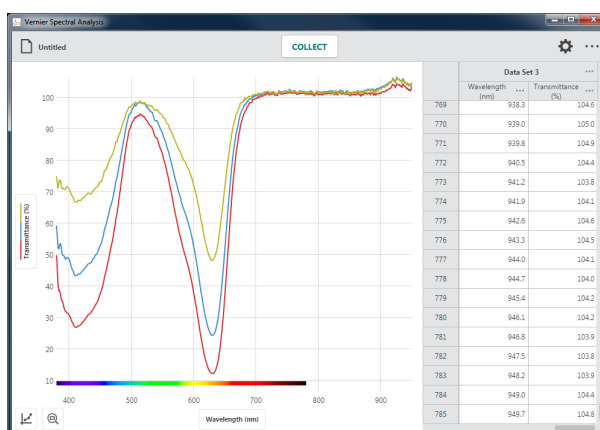 Vernier Spectral Analysis
Untitled
COLLECT
Data Set 3
Wavelength (nm) Transmittance (%)
769 938.3 104.6
770 939.0 105.0
771 939.8 104.9
772 940.5 104.4
773 941.2 103.8
774 941.9 104.1
775 942.6 104.6
776 943.3 104.5
777 944.0 104.1
778 944.7 104.0
779 945.4 104.2
780 946.1 104.2
781 946.8 103.9
782 947.5 103.8
783 948.2 103.9
784 949.0 104.4
785 949.7 104.8
Transmittance (%)
100
90
80
70
60
50
40
30
20
10
400 500 600 700 800 900
Wavelength (nm)